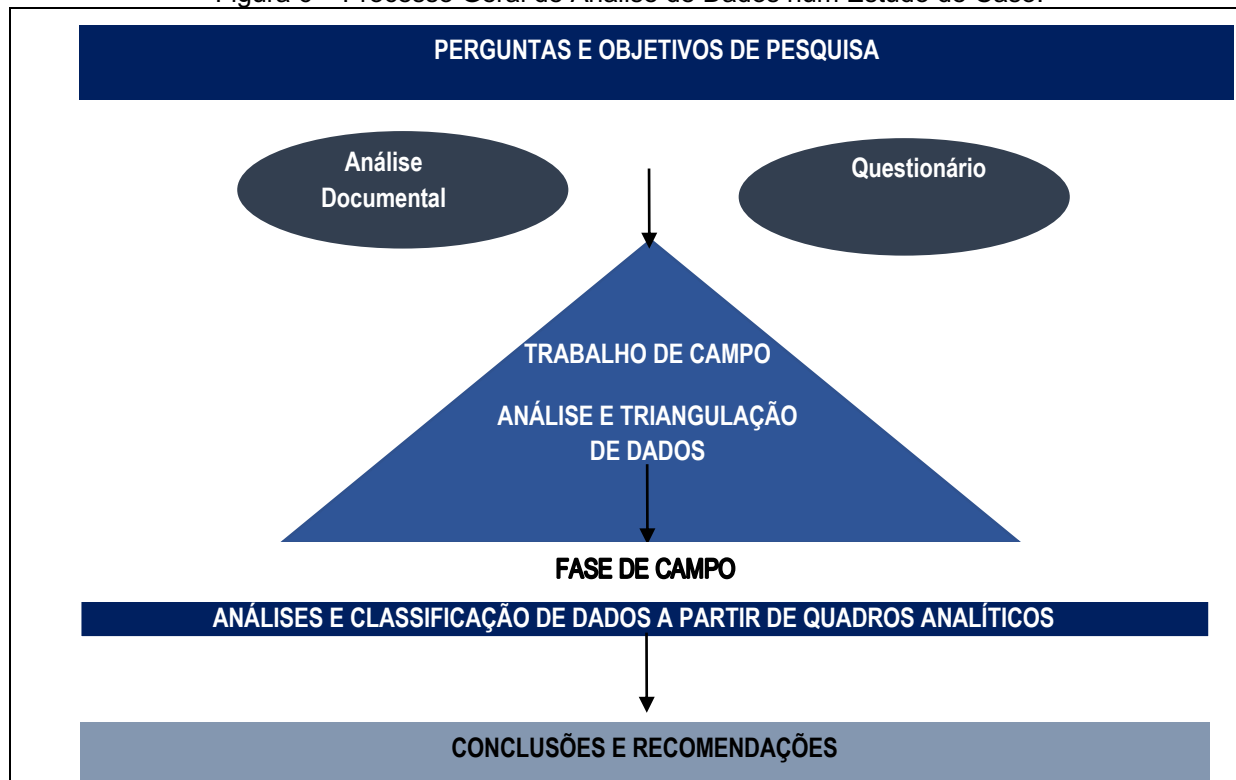 PERGUNTAS E OBJETIVOS DE PESQUISA
Análise
Documental
Questionário
TRABALHO DE CAMPO
ANÁLISE E TRIANGULAÇÃO
DE DADOS
FASE DE CAMPO
ANÁLISES E CLASSIFICAÇÃO DE DADOS A PARTIR DE QUADROS ANALÍTICOS
CONCLUSÕES E RECOMENDAÇÕES